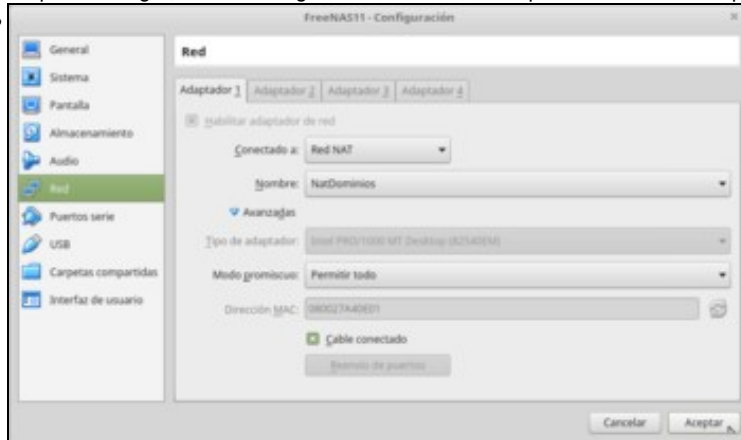 FreeNAS11 - Configuración
General
Sistema
Pantalla
Almacenamiento
Audio
Red
Puertos serie
USB
Carpetas compartidas
Interfaz de usuario
Red
Adaptador 1 Adaptador 2 Adaptador 3 Adaptador 4
Habilitar adaptador de red
Conectado a: Red NAT
Nombre: NatDominios
Avanzadas
Tipo de adaptador: Intel PRO/1000 MT Desktop (82540EM)
Modo promiscuo: Permitir todo
Dirección MAC: 080027A40E01
Cable conectado
Reenvío de puertos
Cancelar Aceptar